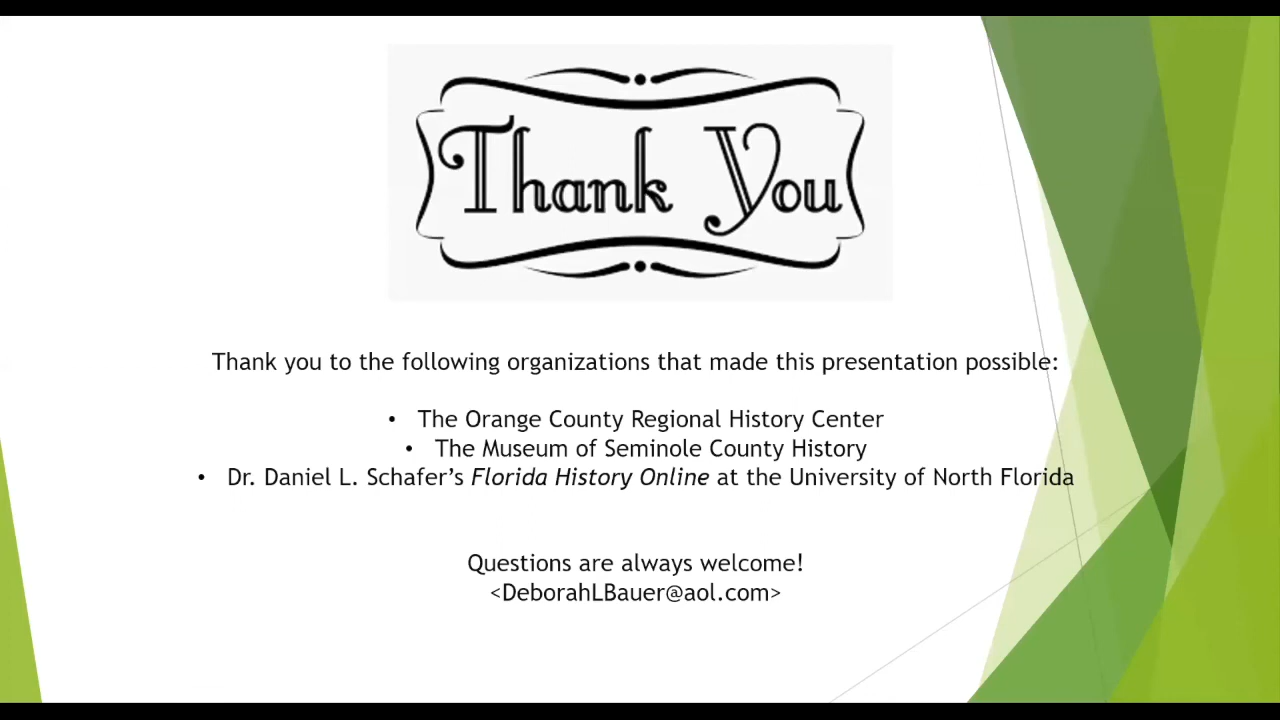 Thank You
Thank you to the following organizations that made this presentation possible:
• The Orange County Regional History Center
• The Museum of Seminole County History
• Dr. Daniel L. Schafer’s Florida History Online at the University of North Florida
Questions are always welcome!
<DeborahLBauer@aol.com>